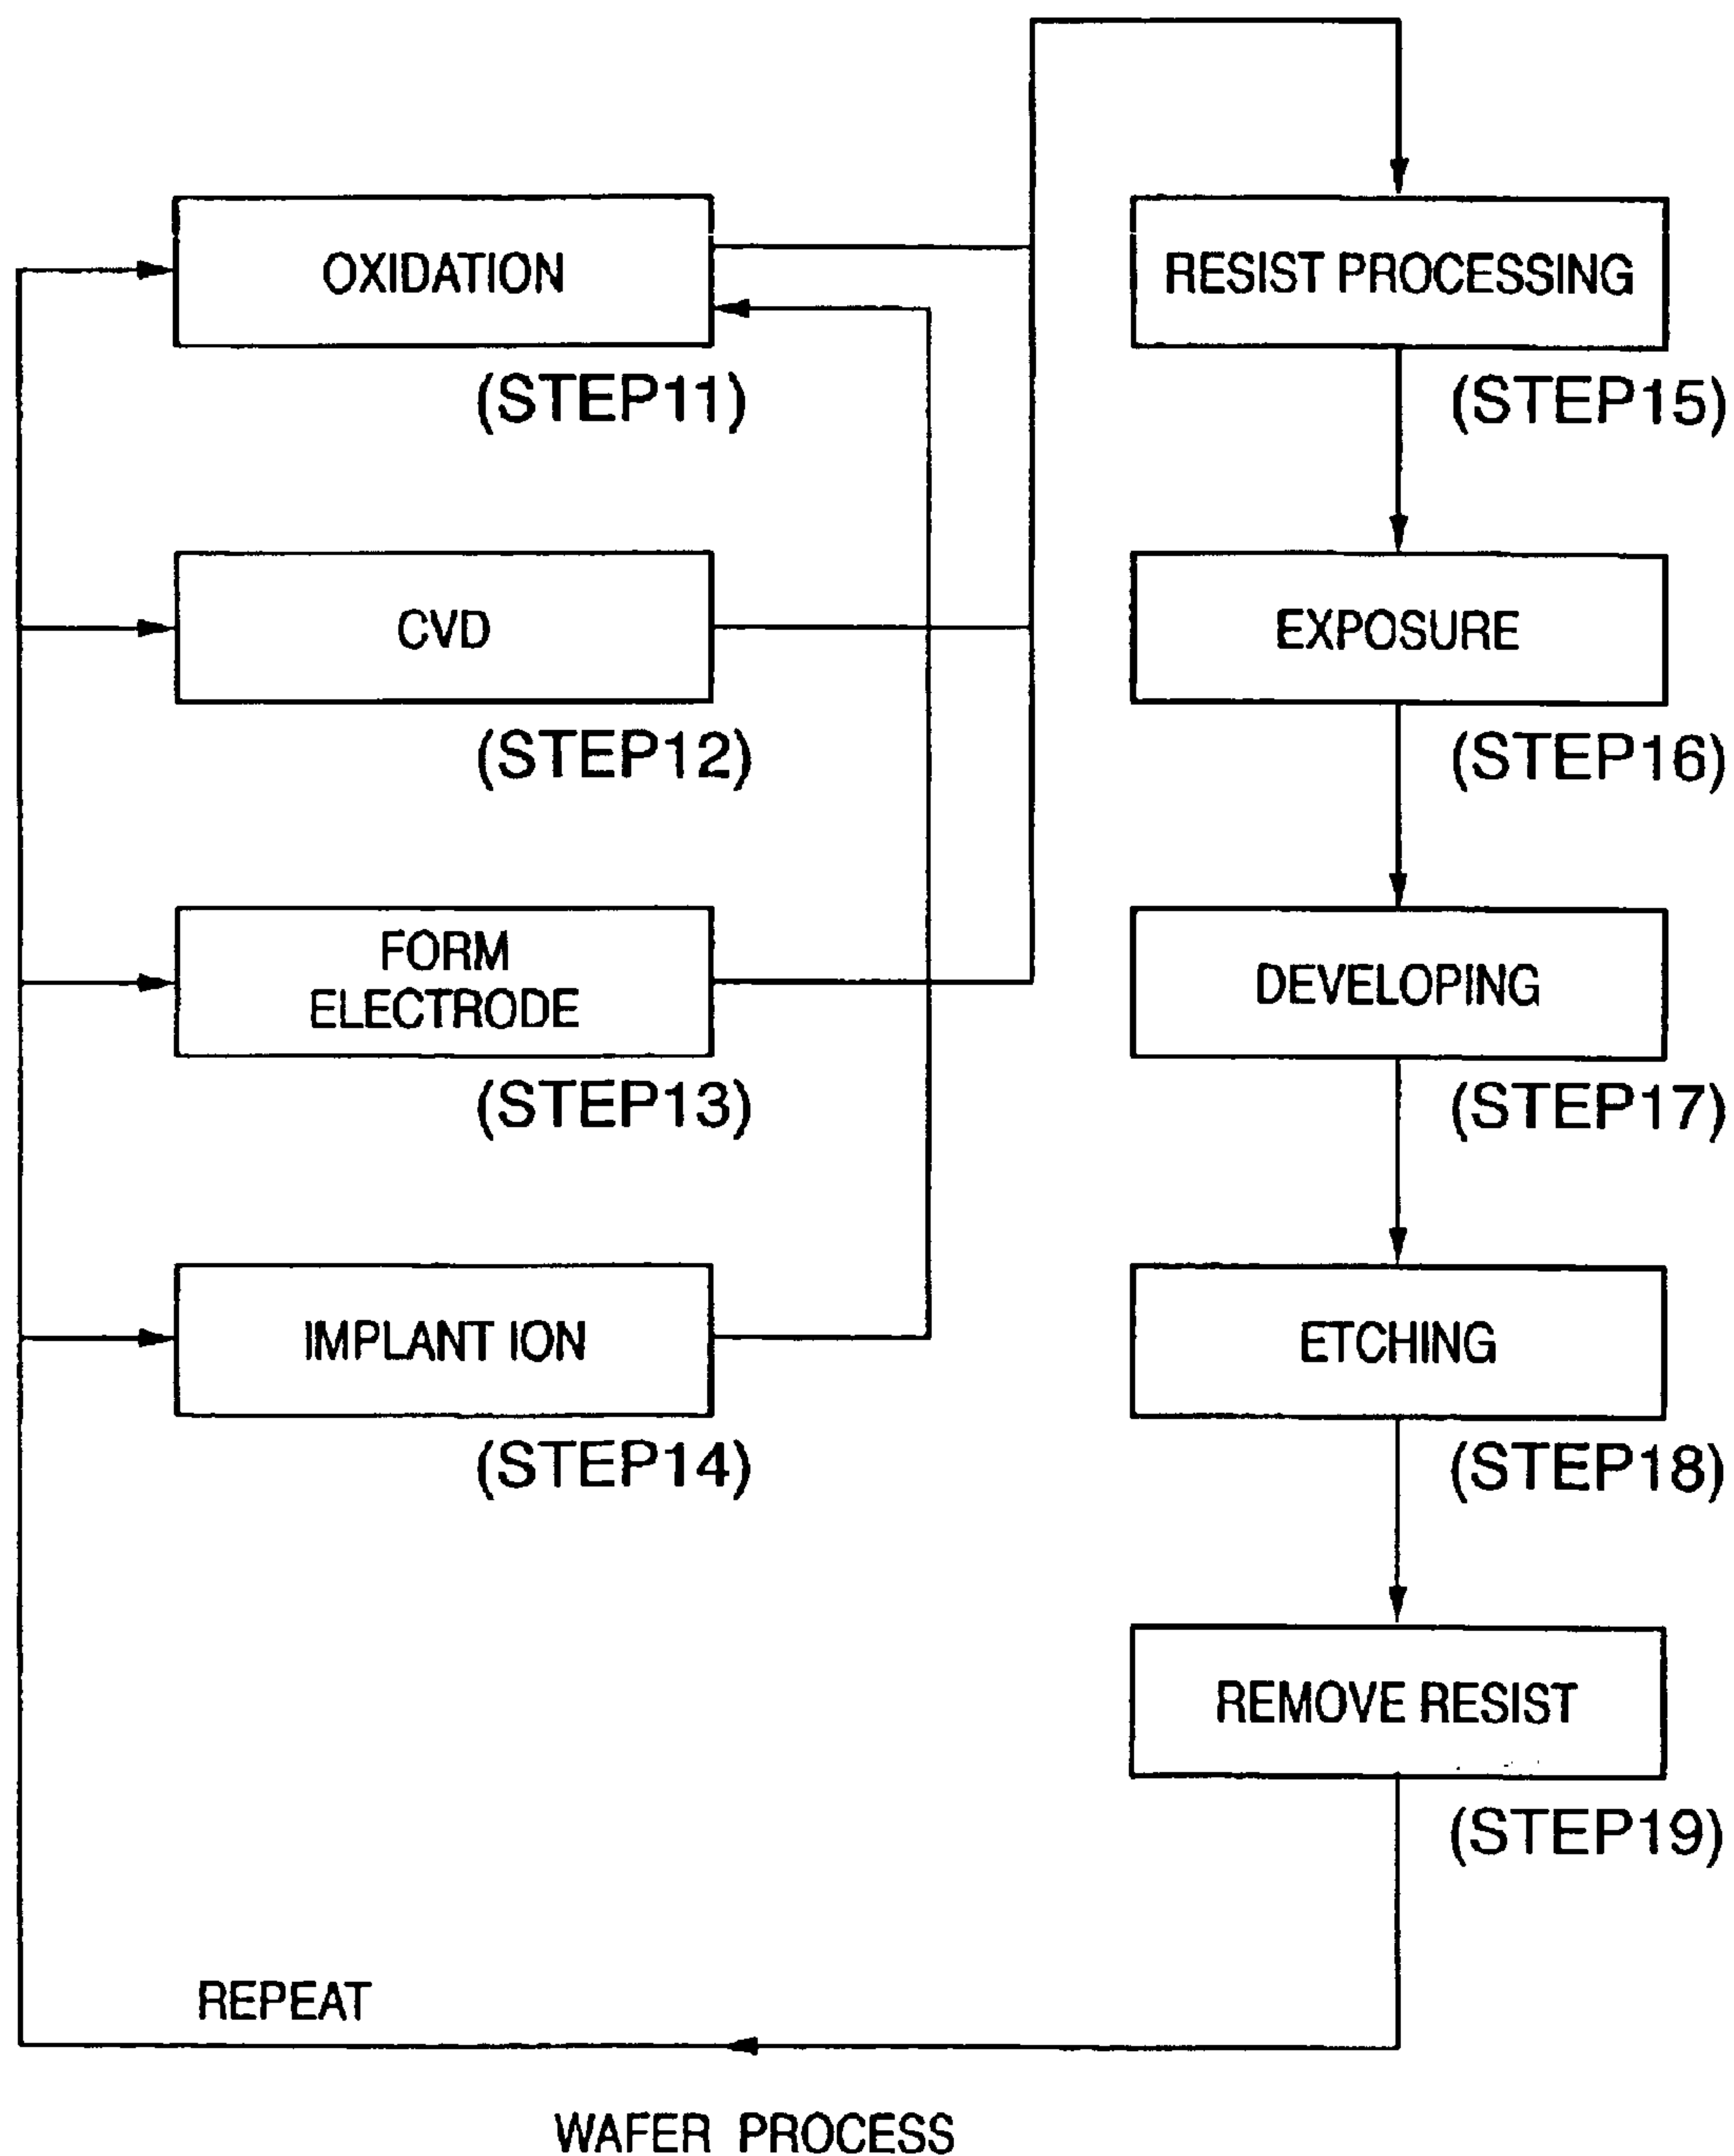 OXIDATION
(STEP11)
CVD
(STEP12)
FORM
ELECTRODE
(STEP13)
IMPLANT ION
(STEP14)
RESIST PROCESSING
(STEP15)
EXPOSURE
(STEP16)
DEVELOPING
(STEP17)
ETCHING
(STEP18)
REMOVE RESIST
(STEP19)
REPEAT
WAFER PROCESS